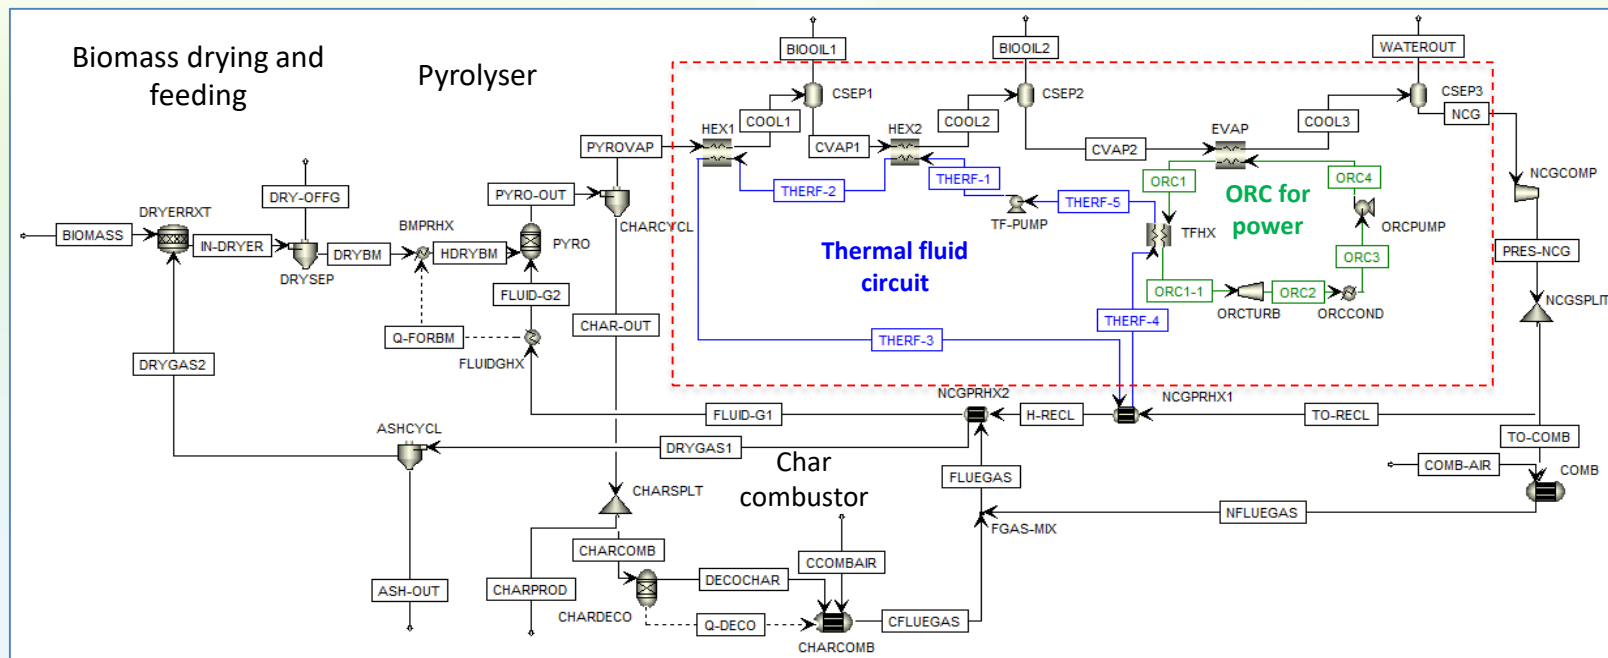 Biomass drying and
feeding
Pyrolyser
BIOOIL1
BIOOIL2
WATEROUT
CSEP1
CSEP2
CSEP3
HEX1
COOL1
HEX2
COOL2
EVAP
COOL3
NCG
PYROVAP
CVAP1
CVAP2
NCGCOMP
DRY-OFFG
PYRO-OUT
THERF-2
THERF-1
ORC1
ORC4
ORC for
power
DRYERRXT
BMPRHX
CHARCYCL
TF-PUMP
THERF-5
TFHX
ORCPUMP
BIOMASS
IN-DRYER
DRYBM
HDRYBM
PYRO
Thermal fluid
circuit
ORC3
PRES-NCG
DRYSEP
FLUID-G2
ORC1-1
ORC2
ORCTURB
ORCCOND
NCGSPLIT
CHAR-OUT
THERF-4
Q-FORBM
FLUIDGHX
THERF-3
DRYGAS2
NCGPRHX2
NCGPRHX1
FLUID-G1
H-RECL
TO-RECL
ASHCYCL
DRYGAS1
TO-COMB
Char
combustor
COMB-AIR
COMB
CHARSPLT
FLUEGAS
NFLUEGAS
FGAS-MIX
CHARCOMB
CCOMBAIR
ASH-OUT
CHARPROD
DECOCHAR
CHARDECO
Q-DECO
CFLUEGAS
CHARCOMB